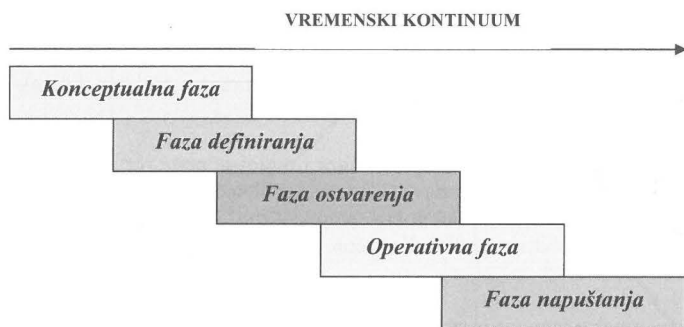 VREMENSKI KONTINUUM
Konceptualna faza
Faza definiranja
Faza ostvarenja
Operativna faza
Faza napuštanja